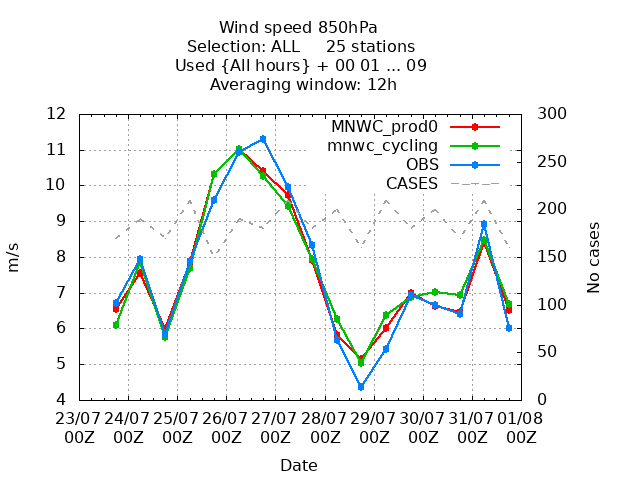 Wind speed 850hPa
Selection: ALL 25 stations
Used {All hours} + 00 01 ... 09
Averaging window: 12h
MNWC_prod0
mnwc_cycling
OBS
CASES
12
11
10
9
8
7
6
5
4
m/s
300
250
200
150
100
50
0
No cases
23/07 24/07 25/07 26/07 27/07 28/07 29/07 30/07 31/07 01/08
00Z 00Z 00Z 00Z 00Z 00Z 00Z 00Z 00Z 00Z
Date